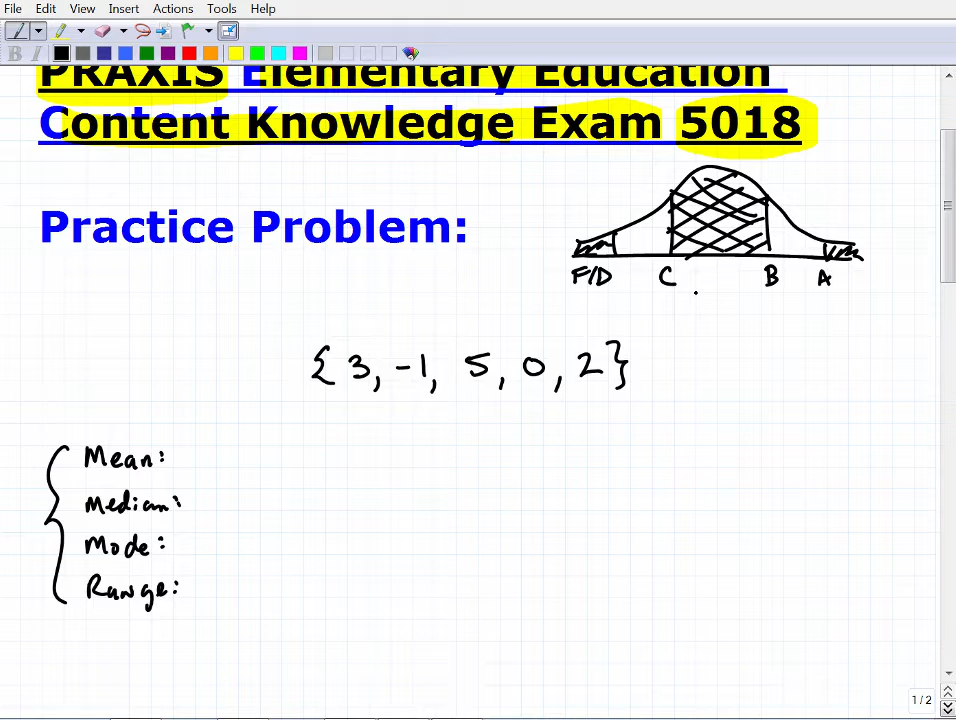 File Edit View Insert Actions Tools Help
B I
PRAXIS Elementary Education
Content Knowledge Exam 5018
Practice Problem:
F/D C B A
{3, -1, 5, 0, 2}
Mean:
Median:
Mode:
Range:
1 / 2